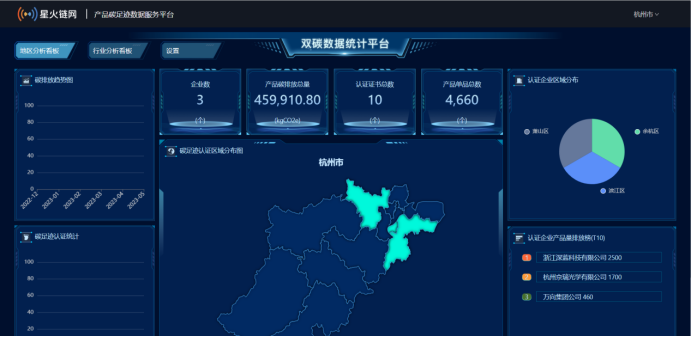 星火链网 产品碳足迹数据服务平台
杭州市
双碳数据统计平台
地区分析看板
行业分析看板
设置
碳排放趋势图
100
80
60
40
20
0
2022-12
2023-01
2023-02
2023-03
2023-04
2023-05
企业数
3
(个)
产品碳排放总量
459,910.80
(kgCO2e)
认证证书总数
10
(个)
产品单品总数
4,660
(个)
认证企业区域分布
萧山区
余杭区
滨江区
碳足迹认证区域分布图
杭州市
碳足迹认证统计
100
80
60
40
20
认证企业产品量排放榜(T10)
1 浙江深蓝科技有限公司 2500
2 杭州京瑞光学有限公司 1700
3 万向集团公司 460